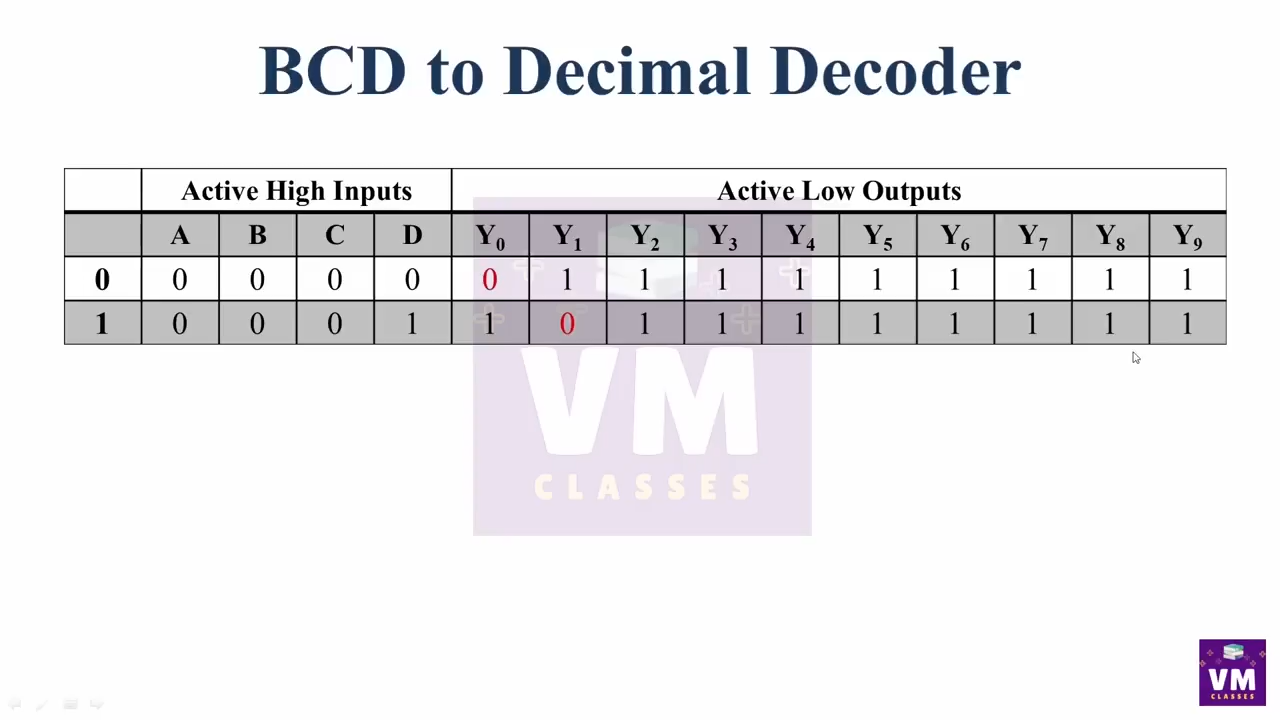 BCD to Decimal Decoder
Active High Inputs Active Low Outputs
A B C D Y₀ Y₁ Y₂ Y₃ Y₄ Y₅ Y₆ Y₇ Y₈ Y₉
0 0 0 0 0 0 1 1 1 1 1 1 1 1 1
1 0 0 0 1 1 0 1 1 1 1 1 1 1 1
VM
CLASSES
VM
CLASSES